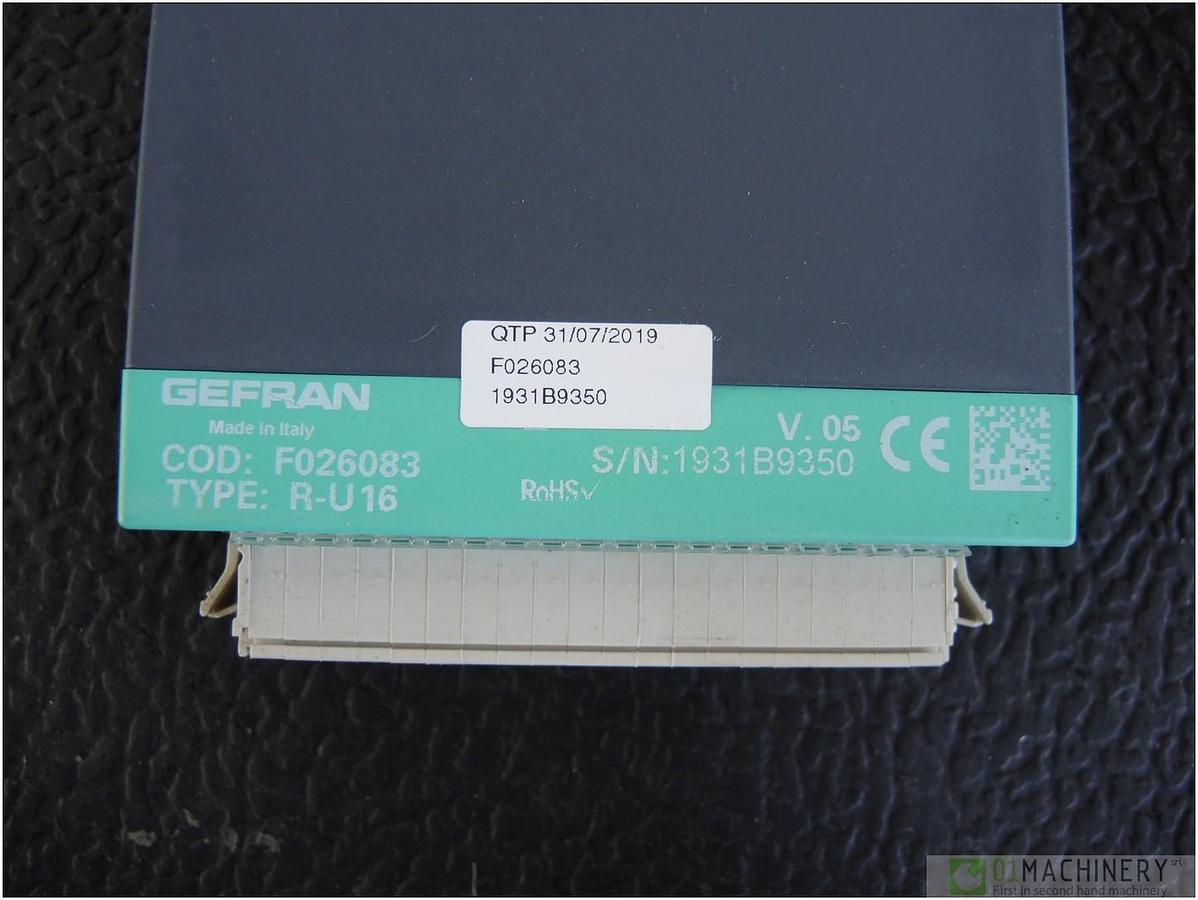 QTP 31/07/2019
F026083
1931B9350
GEFRAN
Made in Italy
COD: F026083
TYPE: R-U16
RoHS✓
V. 05
S/N:1931B9350
CE
01MACHINERY srl
First in second hand machinery